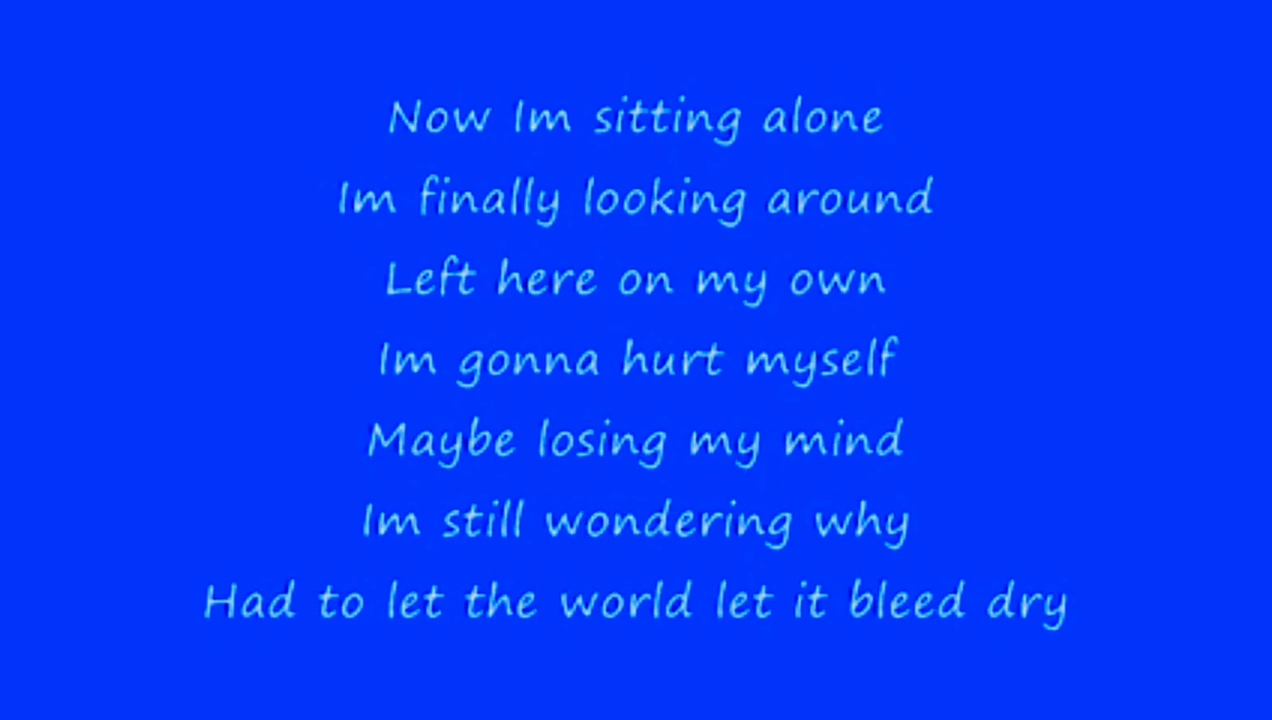 Now Im sitting alone
Im finally looking around
Left here on my own
Im gonna hurt myself
Maybe losing my mind
Im still wondering why
Had to let the world let it bleed dry